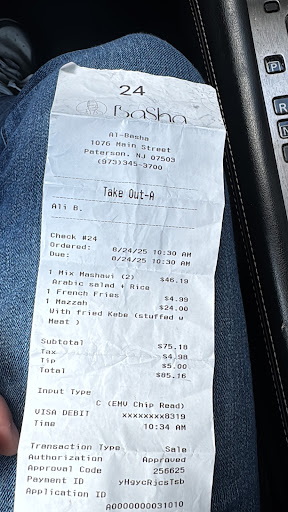 24
Basha
Al-Basha
1076 Main Street
Paterson, NJ 07503
(973)345-3700
Take Out-A
Ali B.
Check #24
Ordered: 8/24/25 10:30 AM
Due: 8/24/25 10:30 AM
1 Mix Mashawi (2) $46.19
Arabic salad + Rice
1 French Fries $4.99
1 Mazzah $24.00
With fried Kebe (stuffed w
Meat )
Subtotal $75.18
Tax $4.98
Tip $5.00
Total $85.16
Input Type
C (EMV Chip Read)
VISA DEBIT xxxxxxxx8319
Time 10:34 AM
Transaction Type Sale
Authorization Approved
Approval Code 256625
Payment ID yHgycRjcsTsb
Application ID
A0000000031010
P
R